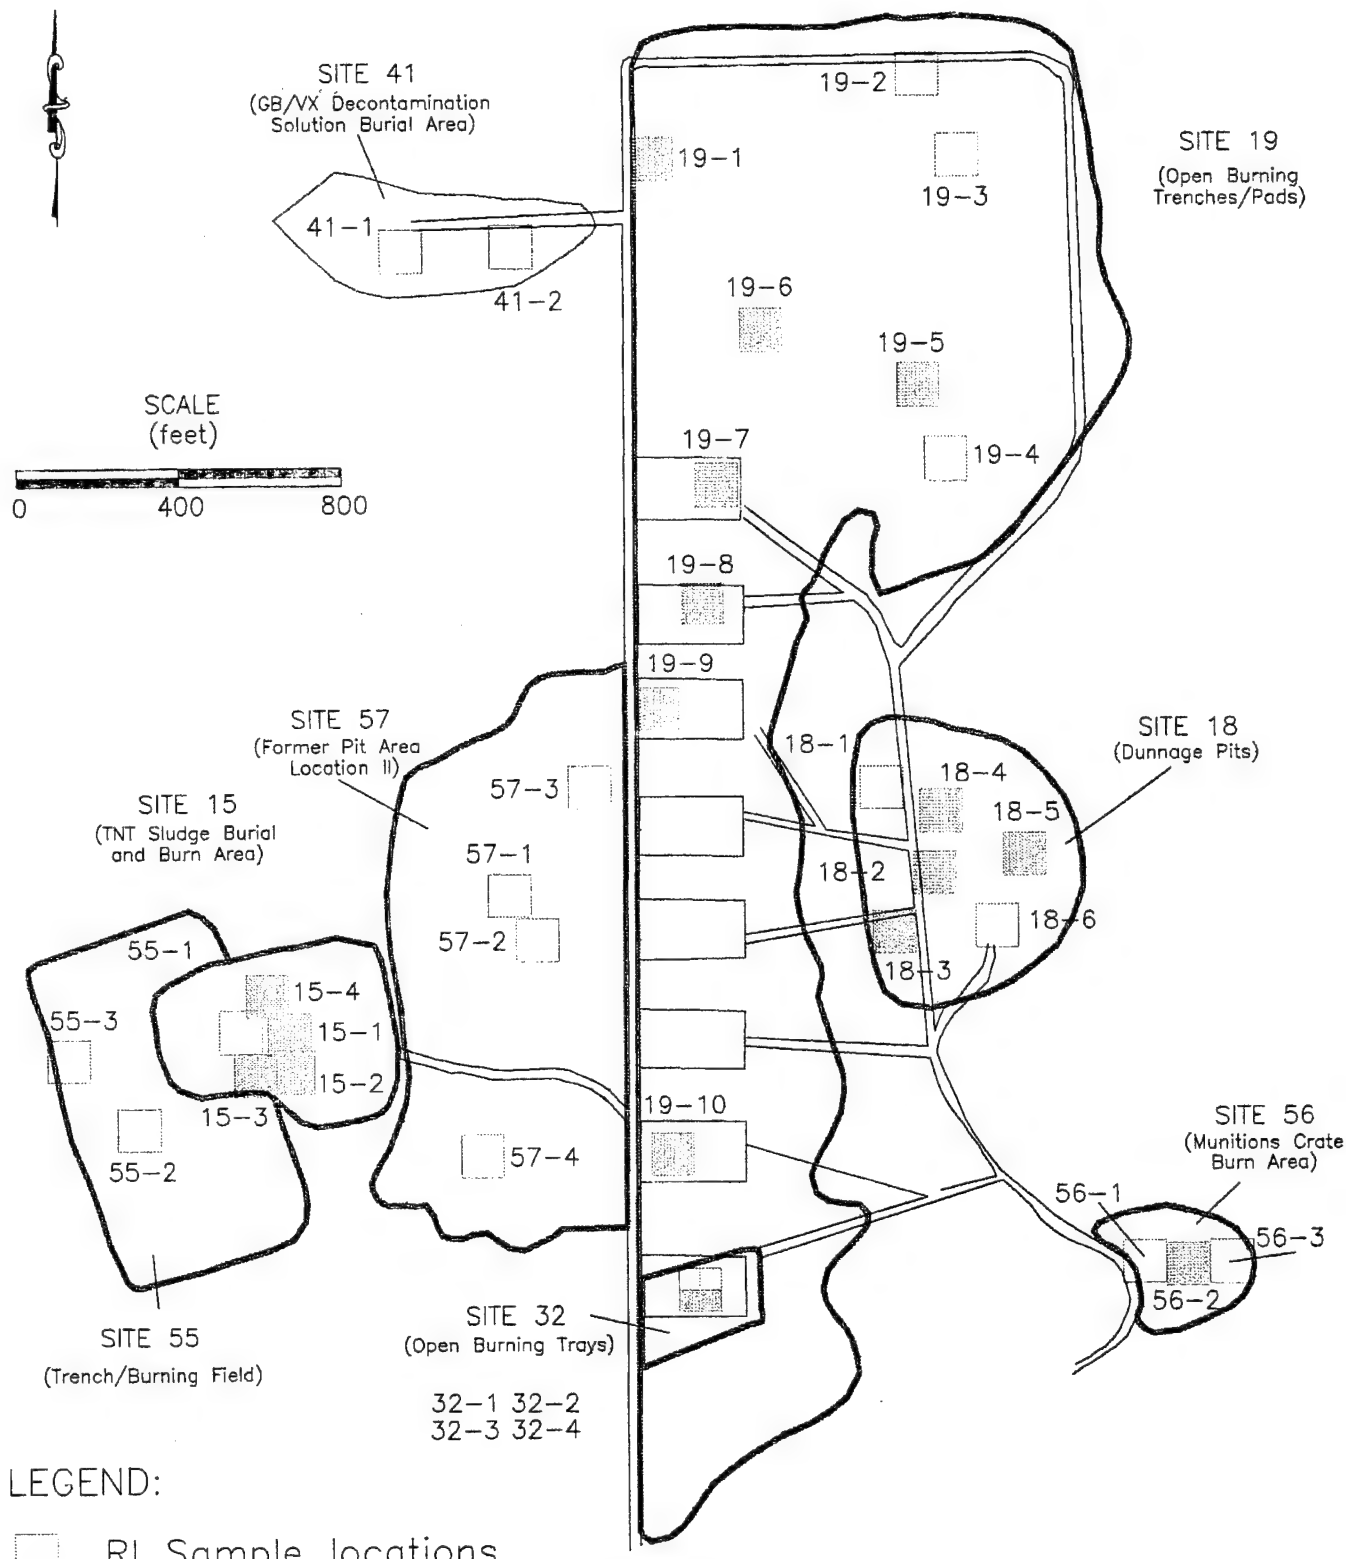 SITE 41
(GB/VX Decontamination
Solution Burial Area)
41-1
41-2
19-2
19-1
19-3
SITE 19
(Open Burning
Trenches/Pads)
19-6
19-5
19-4
19-7
SCALE
(feet)
0 400 800
19-8
19-9
SITE 57
(Former Pit Area
Location II)
57-3
57-1
57-2
57-4
18-1
18-4
18-5
18-2
18-6
18-3
SITE 18
(Dunnage Pits)
SITE 15
(TNT Sludge Burial
and Burn Area)
55-1
55-3
55-2
15-4
15-1
15-2
15-3
19-10
SITE 56
(Munitions Crate
Burn Area)
56-1
56-3
56-2
SITE 55
(Trench/Burning Field)
SITE 32
(Open Burning Trays)
32-1 32-2
32-3 32-4
LEGEND:
RI Sample locations